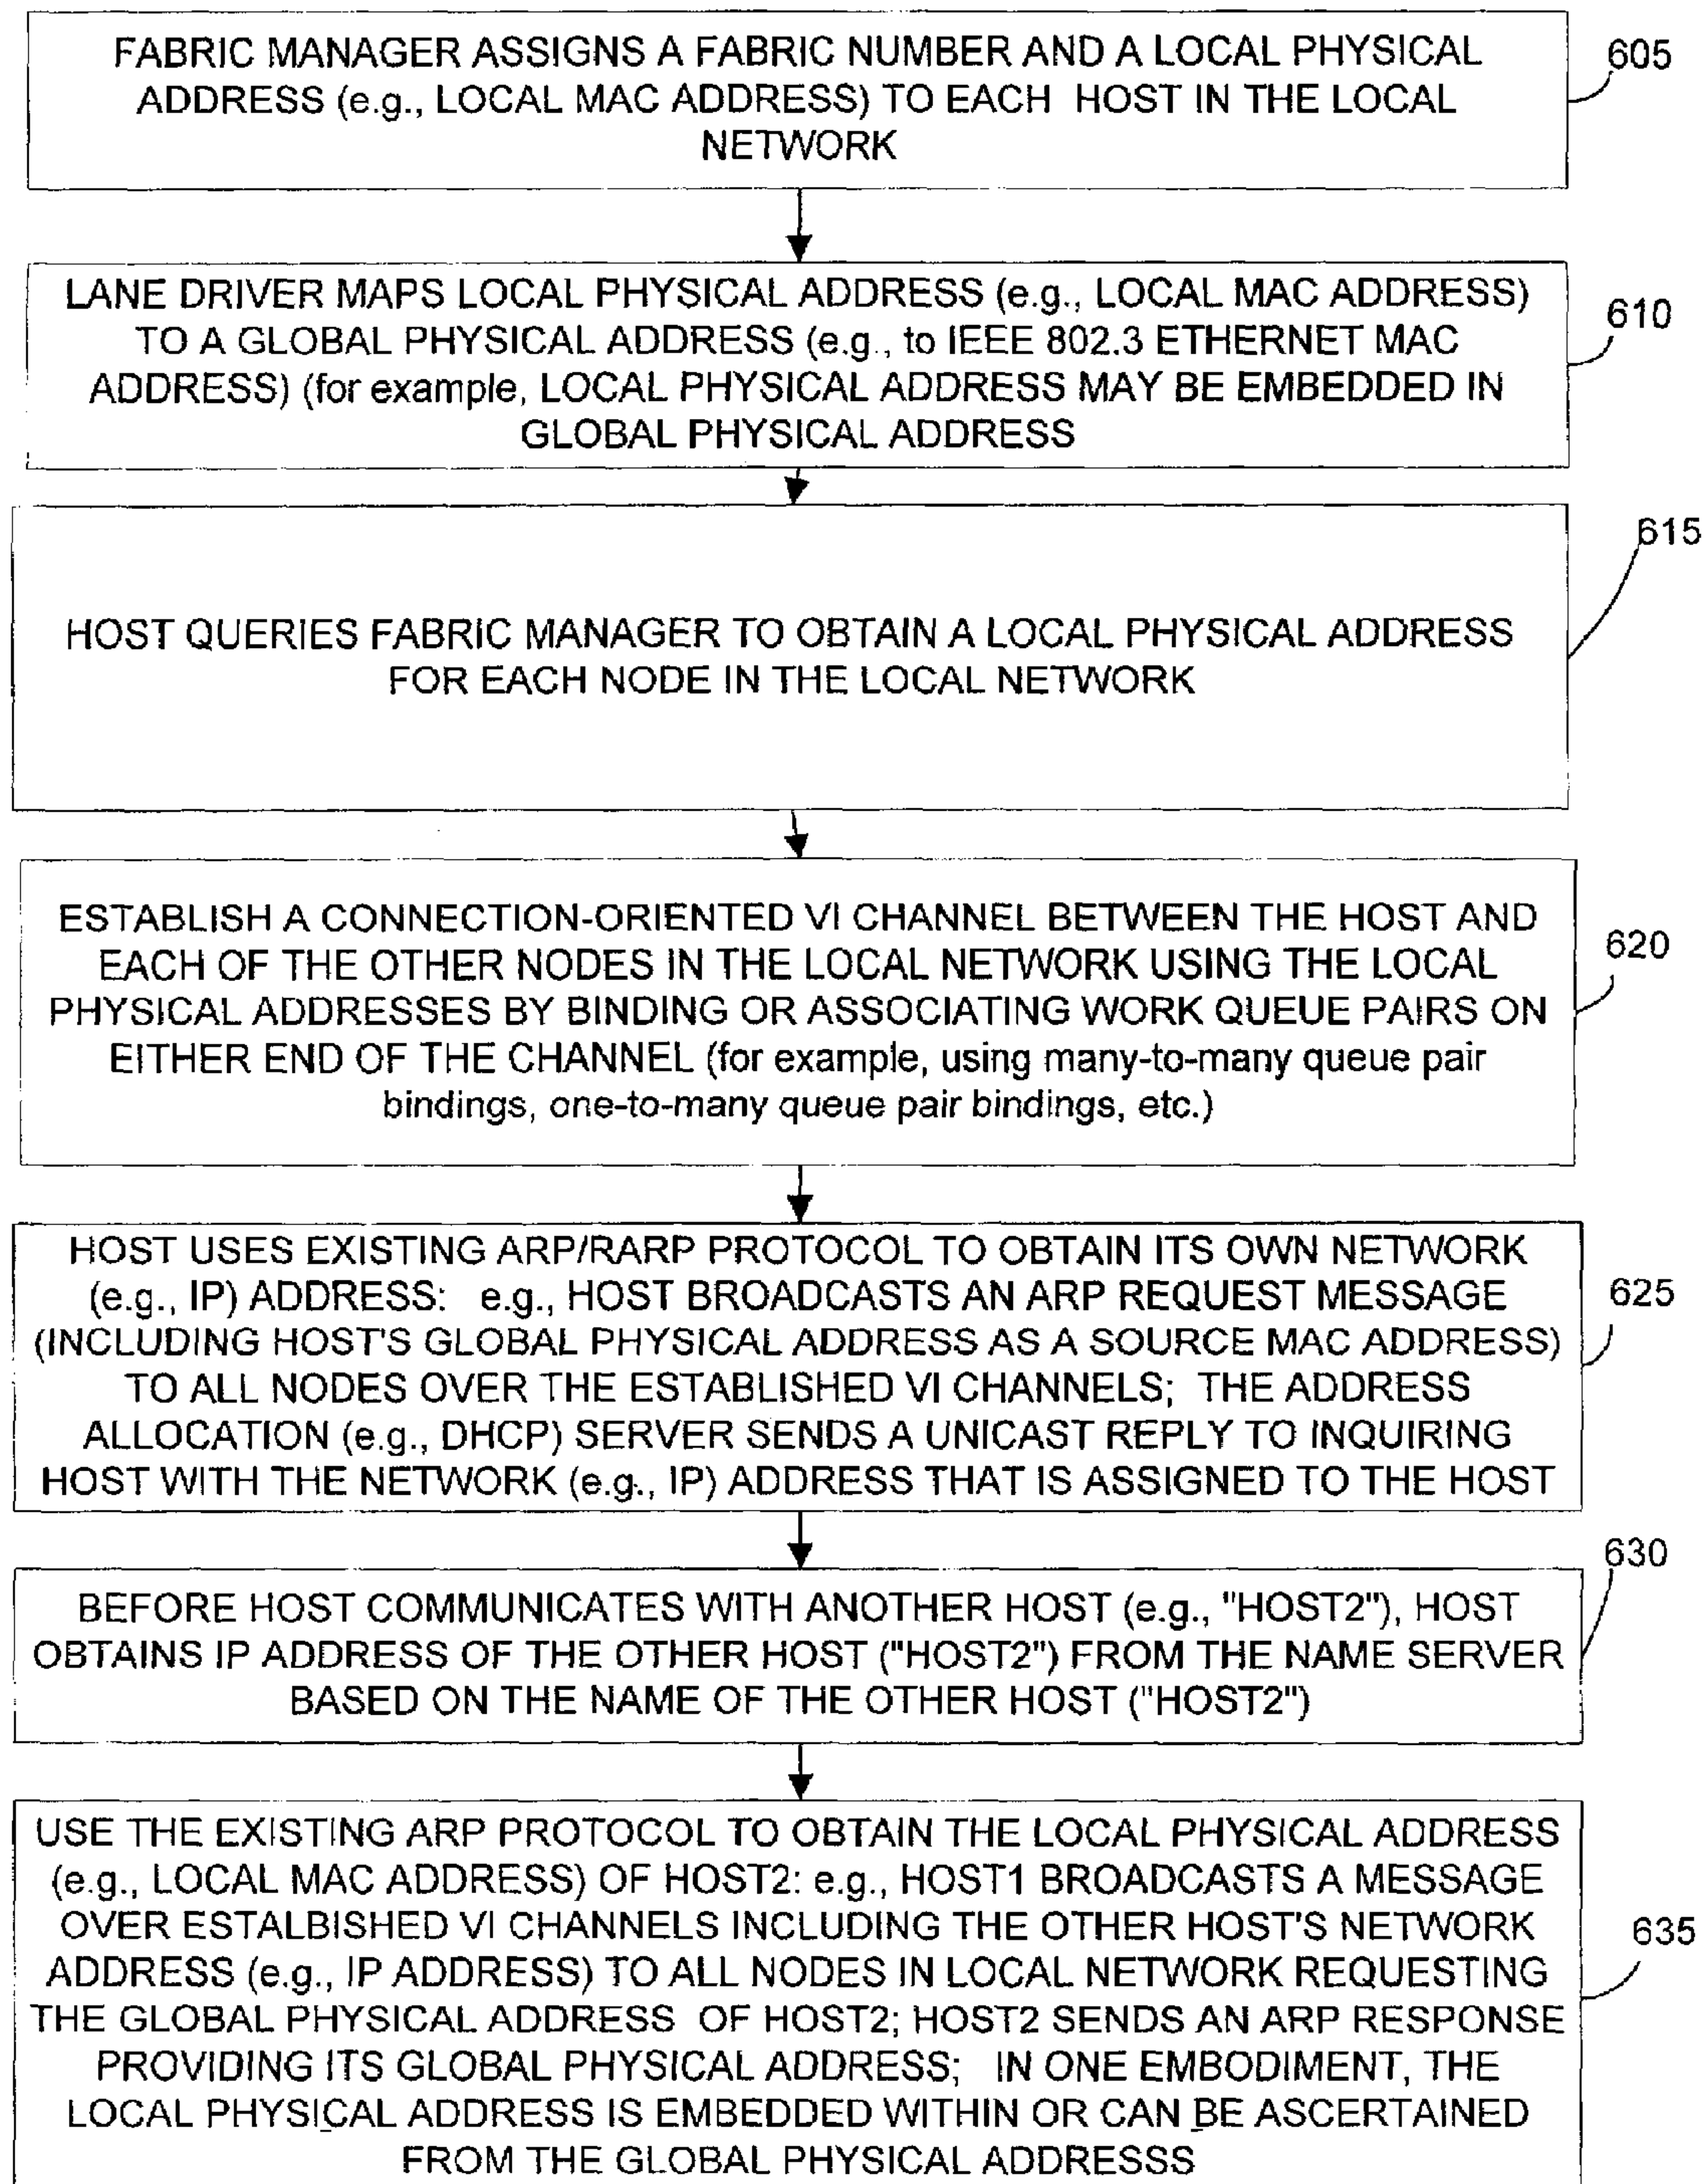 FABRIC MANAGER ASSIGNS A FABRIC NUMBER AND A LOCAL PHYSICAL
ADDRESS (e.g., LOCAL MAC ADDRESS) TO EACH HOST IN THE LOCAL
NETWORK
605
LANE DRIVER MAPS LOCAL PHYSICAL ADDRESS (e.g., LOCAL MAC ADDRESS)
TO A GLOBAL PHYSICAL ADDRESS (e.g., to IEEE 802.3 ETHERNET MAC
ADDRESS) (for example, LOCAL PHYSICAL ADDRESS MAY BE EMBEDDED IN
GLOBAL PHYSICAL ADDRESS
610
HOST QUERIES FABRIC MANAGER TO OBTAIN A LOCAL PHYSICAL ADDRESS
FOR EACH NODE IN THE LOCAL NETWORK
615
ESTABLISH A CONNECTION-ORIENTED VI CHANNEL BETWEEN THE HOST AND
EACH OF THE OTHER NODES IN THE LOCAL NETWORK USING THE LOCAL
PHYSICAL ADDRESSES BY BINDING OR ASSOCIATING WORK QUEUE PAIRS ON
EITHER END OF THE CHANNEL (for example, using many-to-many queue pair
bindings, one-to-many queue pair bindings, etc.)
620
HOST USES EXISTING ARP/RARP PROTOCOL TO OBTAIN ITS OWN NETWORK
(e.g., IP) ADDRESS: e.g., HOST BROADCASTS AN ARP REQUEST MESSAGE
(INCLUDING HOST'S GLOBAL PHYSICAL ADDRESS AS A SOURCE MAC ADDRESS)
TO ALL NODES OVER THE ESTABLISHED VI CHANNELS; THE ADDRESS
ALLOCATION (e.g., DHCP) SERVER SENDS A UNICAST REPLY TO INQUIRING
HOST WITH THE NETWORK (e.g., IP) ADDRESS THAT IS ASSIGNED TO THE HOST
625
BEFORE HOST COMMUNICATES WITH ANOTHER HOST (e.g., "HOST2"), HOST
OBTAINS IP ADDRESS OF THE OTHER HOST ("HOST2") FROM THE NAME SERVER
BASED ON THE NAME OF THE OTHER HOST ("HOST2")
630
USE THE EXISTING ARP PROTOCOL TO OBTAIN THE LOCAL PHYSICAL ADDRESS
(e.g., LOCAL MAC ADDRESS) OF HOST2: e.g., HOST1 BROADCASTS A MESSAGE
OVER ESTALBISHED VI CHANNELS INCLUDING THE OTHER HOST'S NETWORK
ADDRESS (e.g., IP ADDRESS) TO ALL NODES IN LOCAL NETWORK REQUESTING
THE GLOBAL PHYSICAL ADDRESS OF HOST2; HOST2 SENDS AN ARP RESPONSE
PROVIDING ITS GLOBAL PHYSICAL ADDRESS; IN ONE EMBODIMENT, THE
LOCAL PHYSICAL ADDRESS IS EMBEDDED WITHIN OR CAN BE ASCERTAINED
FROM THE GLOBAL PHYSICAL ADDRESSS
635